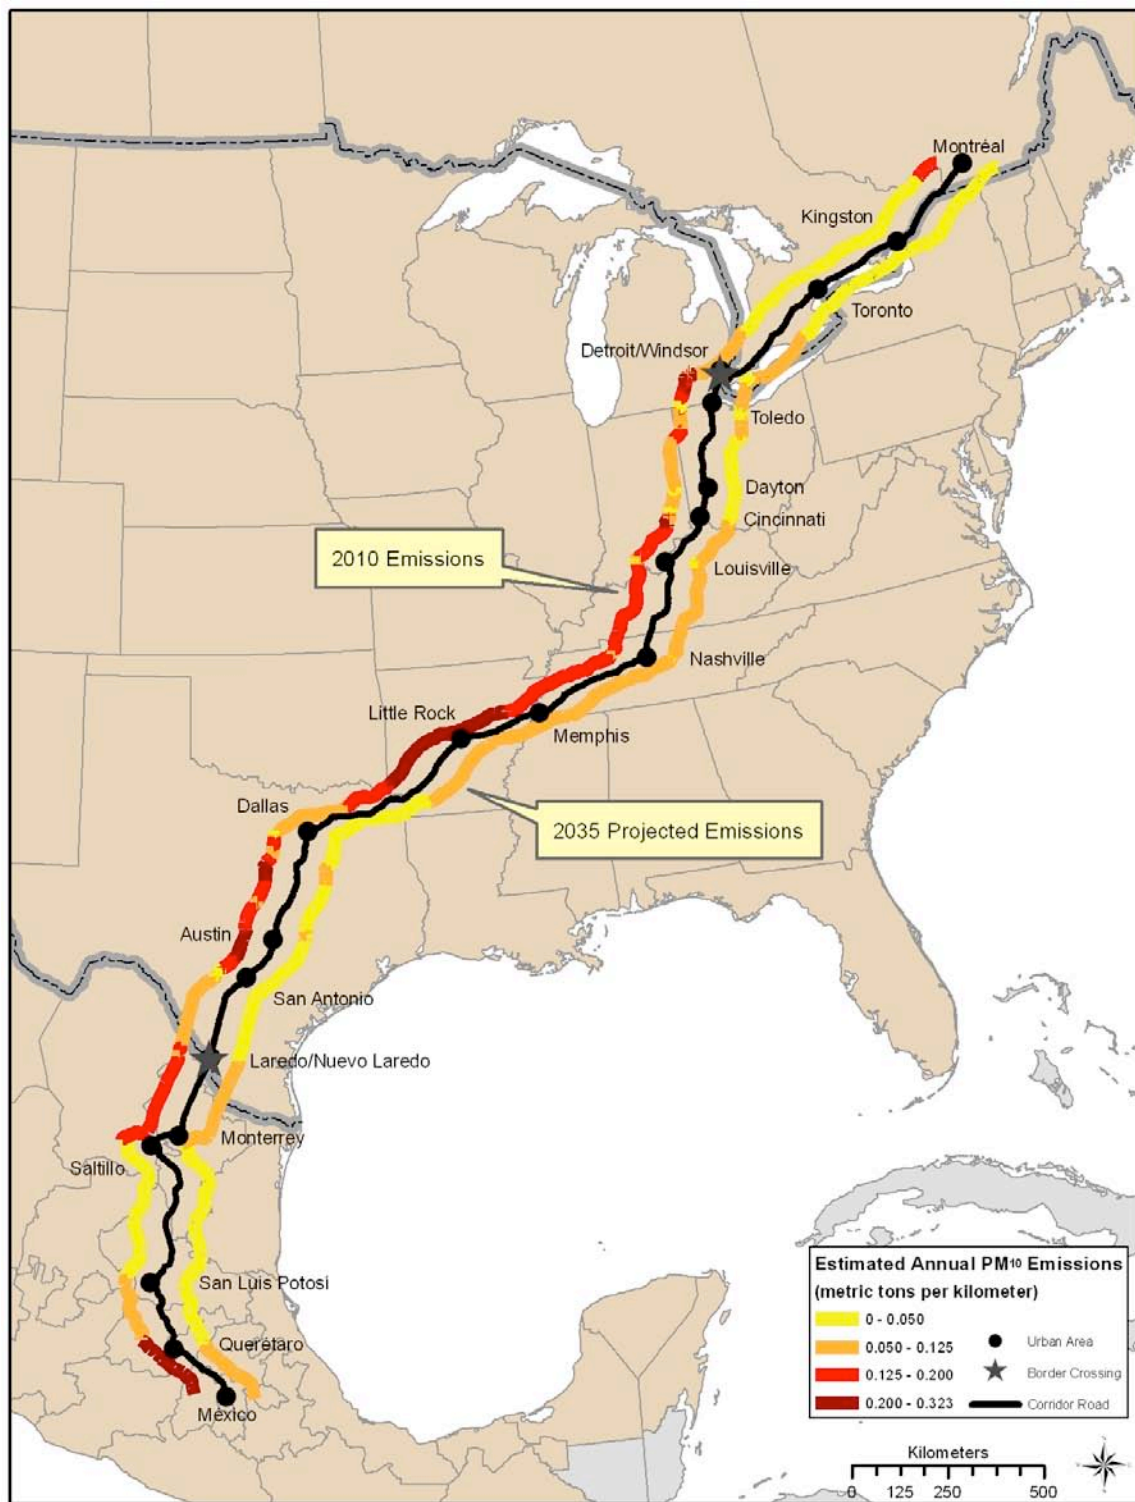 Montréal
Kingston
Toronto
Detroit/Windsor
Toledo
Dayton
Cincinnati
2010 Emissions
Louisville
Nashville
Little Rock
Memphis
Dallas
2035 Projected Emissions
Austin
San Antonio
Laredo/Nuevo Laredo
Monterrey
Saltillo
San Luis Potosí
Querétaro
México
Estimated Annual PM10 Emissions
(metric tons per kilometer)
0 - 0.050
0.050 - 0.125
0.125 - 0.200
0.200 - 0.323
Urban Area
Border Crossing
Corridor Road
Kilometers
0 125 250 500